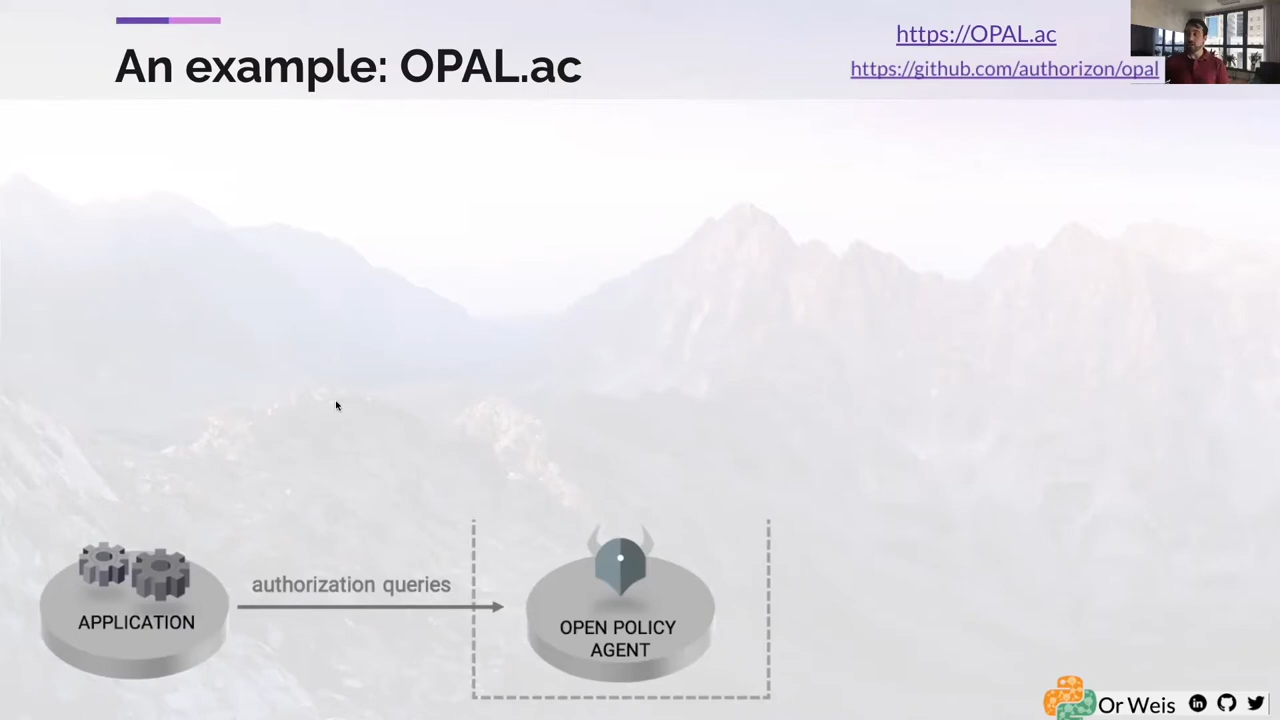 An example: OPAL.ac
https://OPAL.ac
https://github.com/authorizon/opal
authorization queries
APPLICATION
OPEN POLICY
AGENT
Or Weis
in